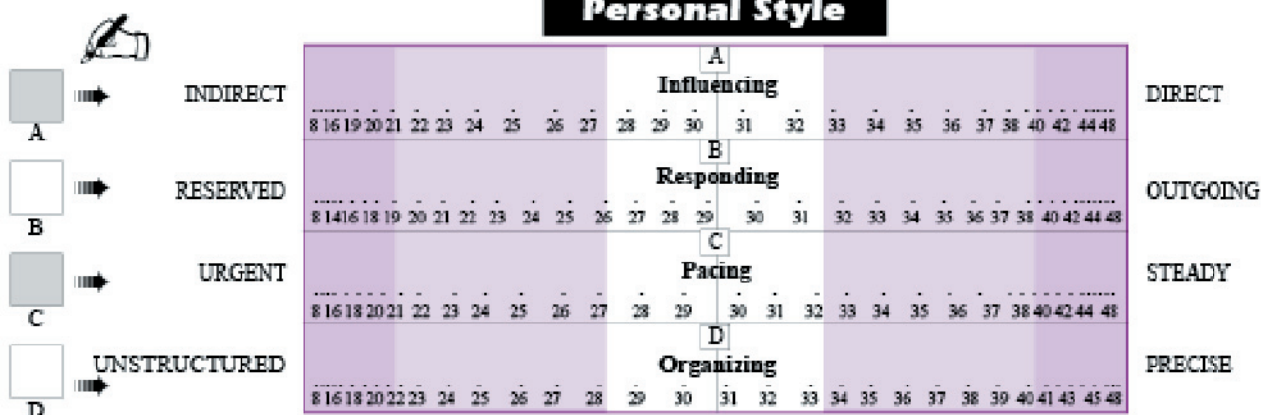 Personal Style
A
Influencing
INDIRECT
DIRECT
A
8 16 19 20 21 22 23 24 25 26 27 28 29 30 31 32 33 34 35 36 37 38 40 42 44 48
B
Responding
RESERVED
OUTGOING
B
8 14 16 18 19 20 21 22 23 24 25 26 27 28 29 30 31 32 33 34 35 36 37 38 40 42 44 48
C
Pacing
URGENT
STEADY
C
8 16 18 20 21 22 23 24 25 26 27 28 29 30 31 32 33 34 35 36 37 38 40 42 44 48
D
Organizing
UNSTRUCTURED
PRECISE
D
8 16 18 20 22 23 24 25 26 27 28 29 30 31 32 33 34 35 36 37 38 39 40 41 43 45 48